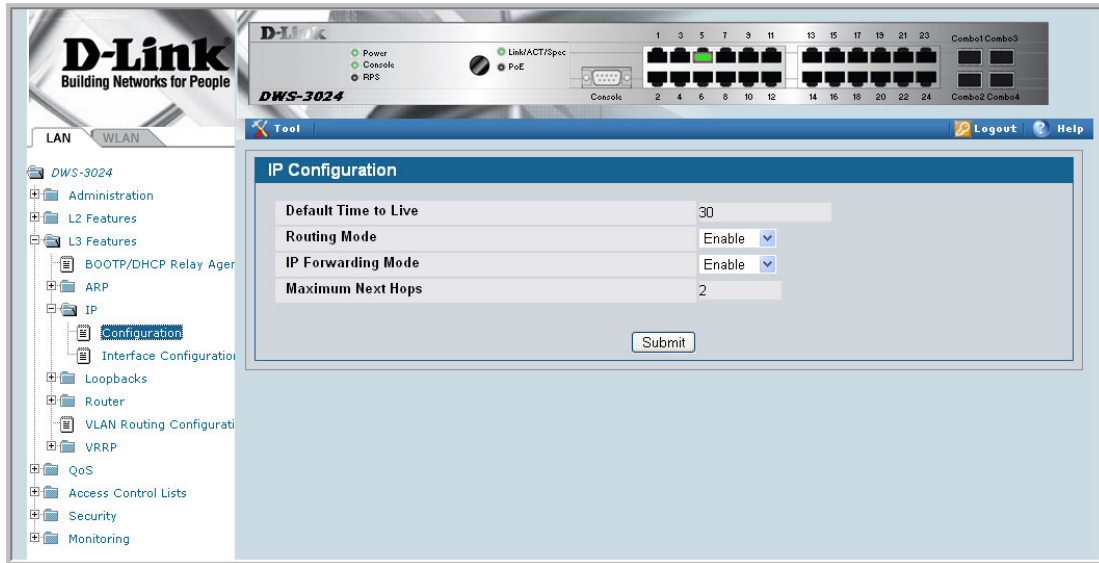 D-Link
Building Networks for People
D-Link
Power
Console
RPS
Link/ACT/Spec
PoE
DWS-3024
Console
1 3 5 7 9 11 13 15 17 19 21 23
2 4 6 8 10 12 14 16 18 20 22 24
Combo1 Combo3
Combo2 Combo4
LAN
WLAN
Tool
Logout
Help
DWS-3024
Administration
L2 Features
L3 Features
BOOTP/DHCP Relay Ager
ARP
IP
Configuration
Interface Configuration
Loopbacks
Router
VLAN Routing Configurati
VRRP
QoS
Access Control Lists
Security
Monitoring
IP Configuration
Default Time to Live 30
Routing Mode Enable
IP Forwarding Mode Enable
Maximum Next Hops 2
Submit